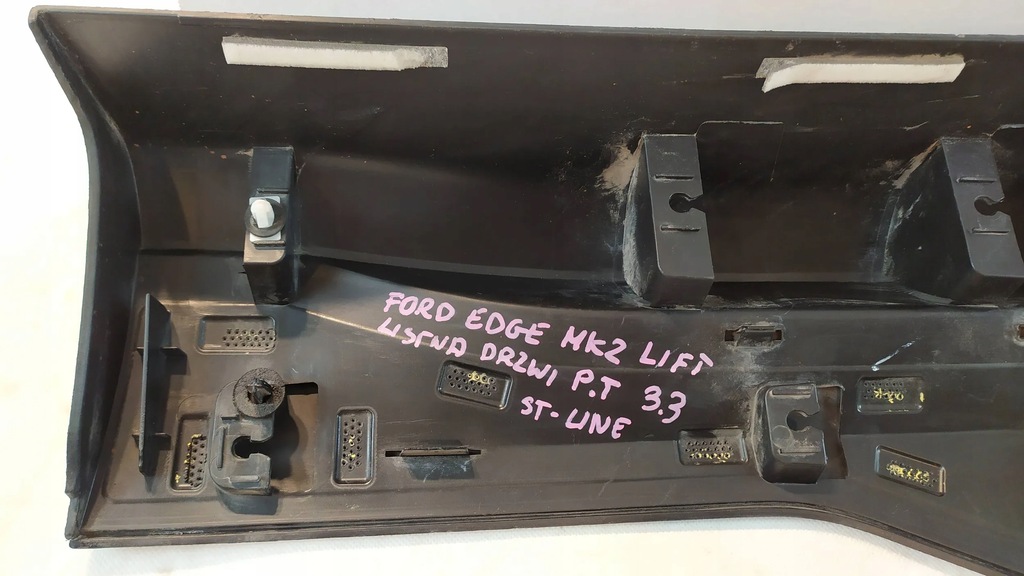 FORD EDGE MK2 LIFT
LISTWA DRZWI P.T 3.3
ST-LINE